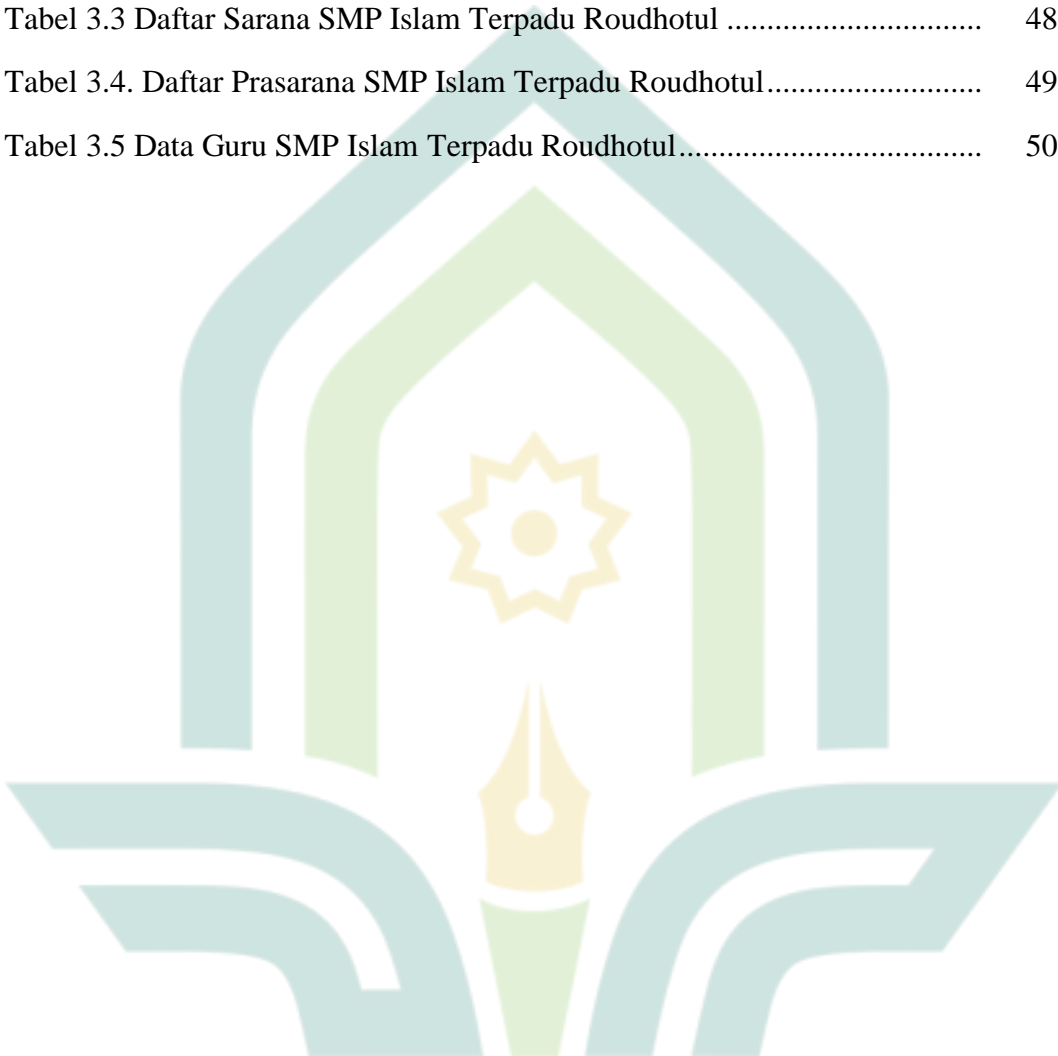 Tabel 3.3 Daftar Sarana SMP Islam Terpadu Roudhotul ............................... 48
Tabel 3.4. Daftar Prasarana SMP Islam Terpadu Roudhotul.......................... 49
Tabel 3.5 Data Guru SMP Islam Terpadu Roudhotul..................................... 50